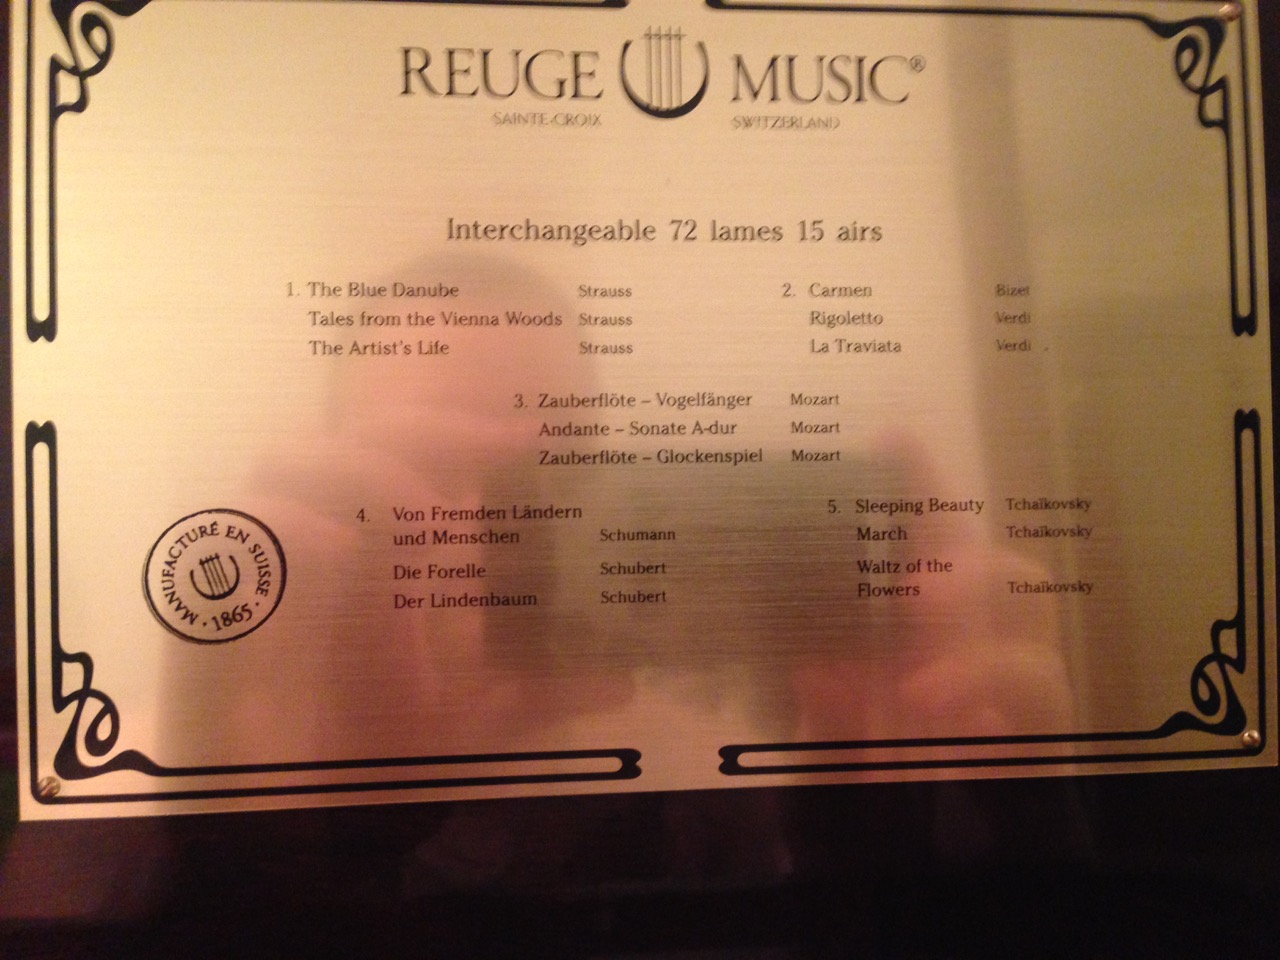 REUGE MUSIC®
SAINTE-CROIX SWITZERLAND
Interchangeable 72 lames 15 airs
1. The Blue Danube Strauss
Tales from the Vienna Woods Strauss
The Artist's Life Strauss
2. Carmen Bizet
Rigoletto Verdi
La Traviata Verdi
3. Zauberflöte – Vogelfänger Mozart
Andante – Sonate A-dur Mozart
Zauberflöte – Glockenspiel Mozart
4. Von Fremden Ländern
und Menschen Schumann
Die Forelle Schubert
Der Lindenbaum Schubert
5. Sleeping Beauty Tchaïkovsky
March Tchaïkovsky
Waltz of the
Flowers Tchaïkovsky
MANUFACTURÉ EN SUISSE · 1865 ·